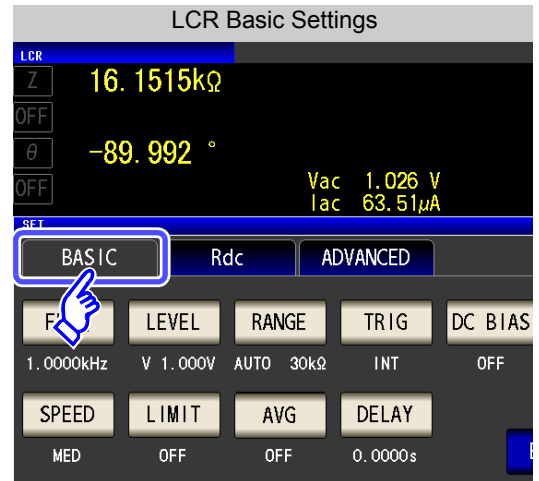 LCR Basic Settings
LCR
Z 16.1515kΩ
OFF
θ -89.992 °
OFF
Vac 1.026 V
Iac 63.51μA
SET
BASIC Rdc ADVANCED
LEVEL RANGE TRIG DC BIAS
1.0000kHz V 1.000V AUTO 30kΩ INT OFF
SPEED LIMIT AVG DELAY
MED OFF OFF 0.0000s